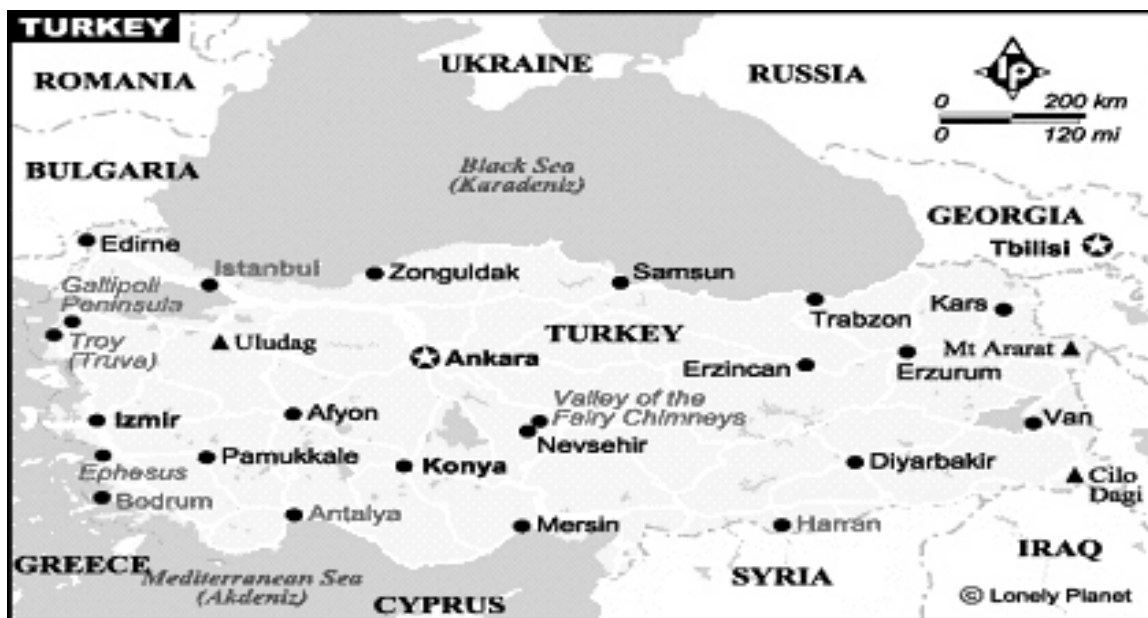 TURKEY
ROMANIA
UKRAINE
RUSSIA
lp
0 200 km
0 120 mi
BULGARIA
Black Sea
(Karadeniz)
GEORGIA
Tbilisi
Edirne
Istanbul
Zonguldak
Samsun
Gallipoli
Peninsula
Trabzon
Kars
Troy
(Truva)
Uludag
TURKEY
Ankara
Erzincan
Erzurum
Mt Ararat
Izmir
Afyon
Valley of the
Fairy Chimneys
Nevsehir
Van
Ephesus
Pamukkale
Konya
Diyarbakir
Cilo
Dagi
Bodrum
Antalya
Mersin
Harran
GREECE
Mediterranean Sea
(Akdeniz)
CYPRUS
SYRIA
IRAQ
© Lonely Planet